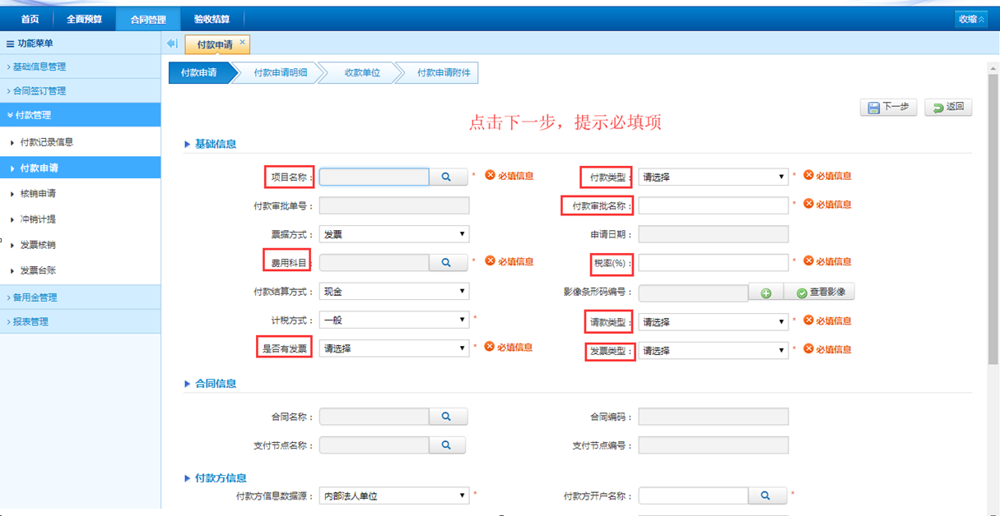 首页 全面预算 合同管理 验收结算 收缩
功能菜单 付款申请
基础信息管理
合同签订管理
付款管理
付款记录信息
付款申请
核销申请
冲销计提
发票核销
发票台账
备用金管理
报表管理
付款申请 付款申请明细 收款单位 付款申请附件
下一步 返回
点击下一步，提示必填项
基础信息
项目名称： * 必填信息 付款类型： 请选择 * 必填信息
付款审批单号： 付款审批名称： * 必填信息
票据方式： 发票 申请日期：
费用科目： * 必填信息 税率(%)： * 必填信息
付款结算方式： 现金 影像条形码编号： 查看影像
计税方式： 一般 * 请款类型： 请选择 * 必填信息
是否有发票 请选择 * 必填信息 发票类型： 请选择 * 必填信息
合同信息
合同名称： 合同编码：
支付节点名称： 支付节点编号：
付款方信息
付款方信息数据源： 内部法人单位 * 付款方开户名称： *